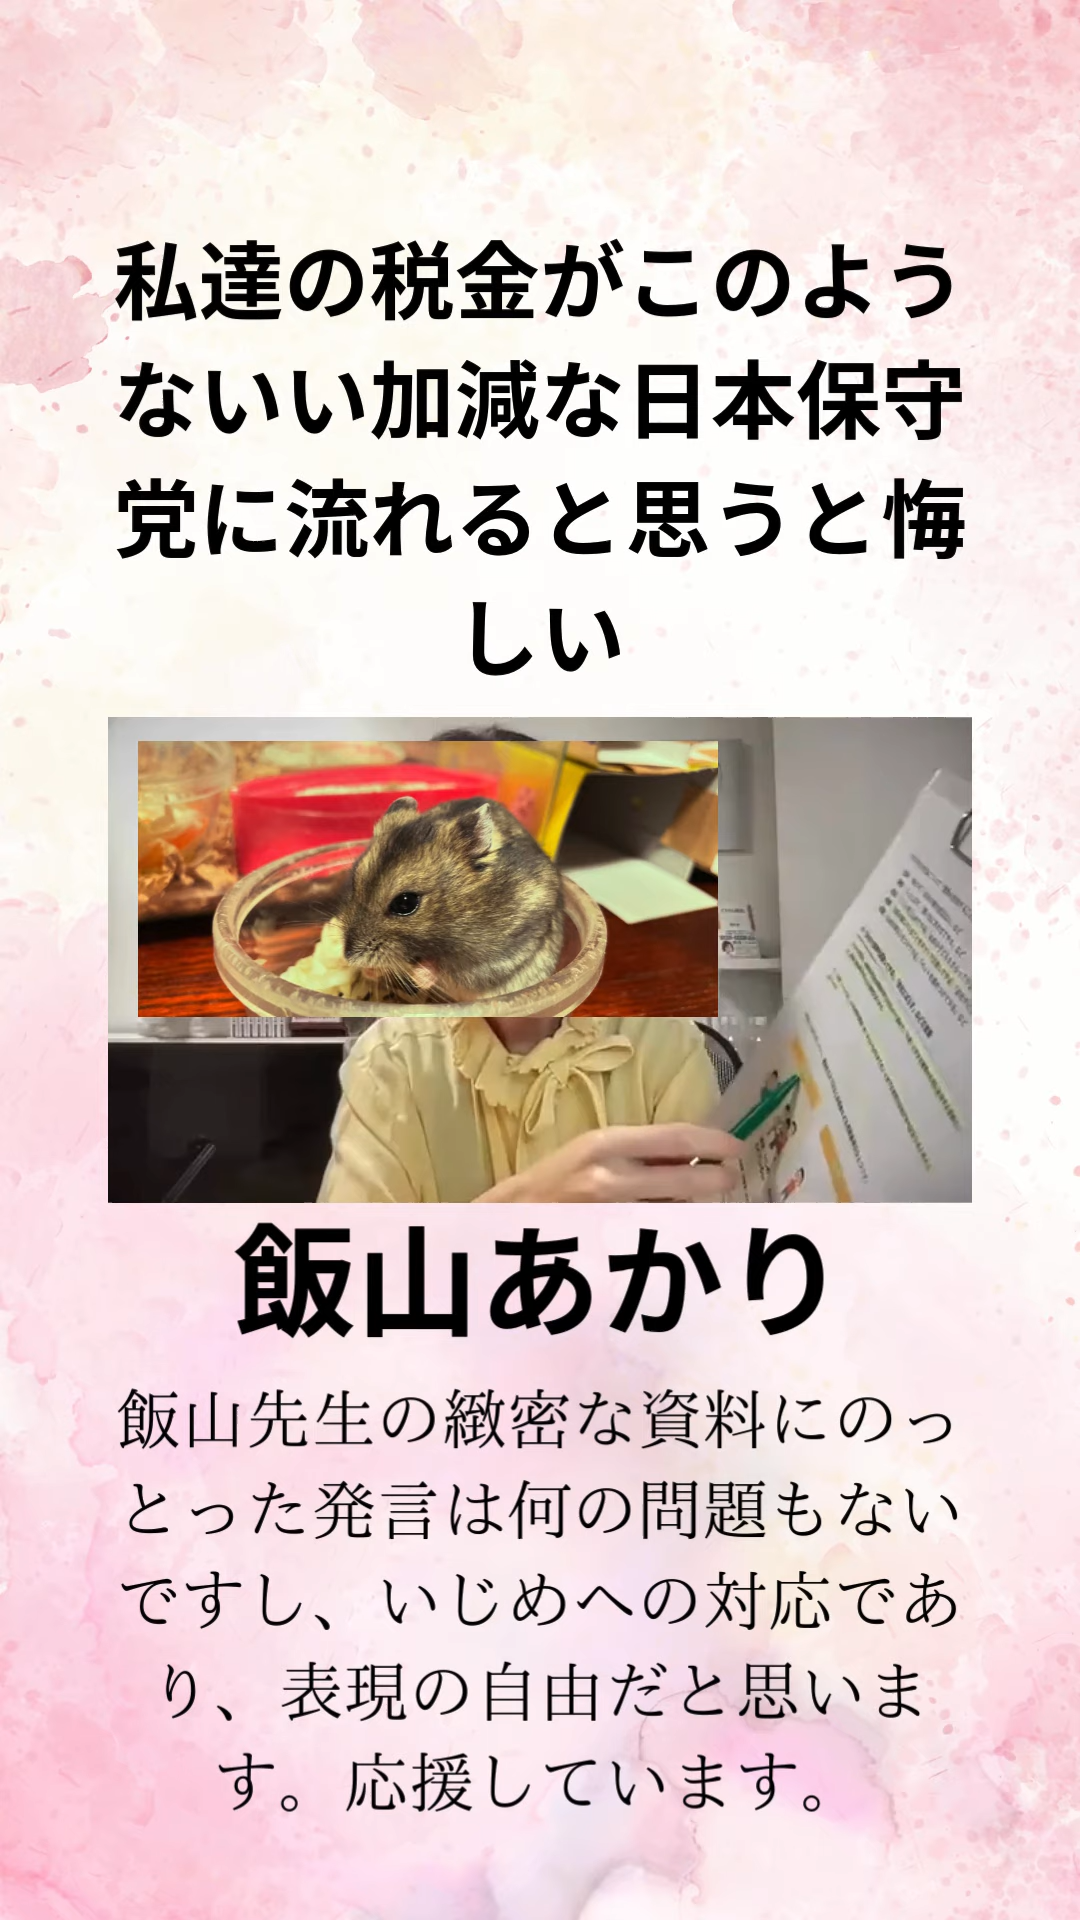 私達の税金がこのよう
ないい加減な日本保守
党に流れると思うと悔
しい
飯山あかり
飯山先生の緻密な資料にのっ
とった発言は何の問題もない
ですし、いじめへの対応であ
り、表現の自由だと思いま
す。応援しています。